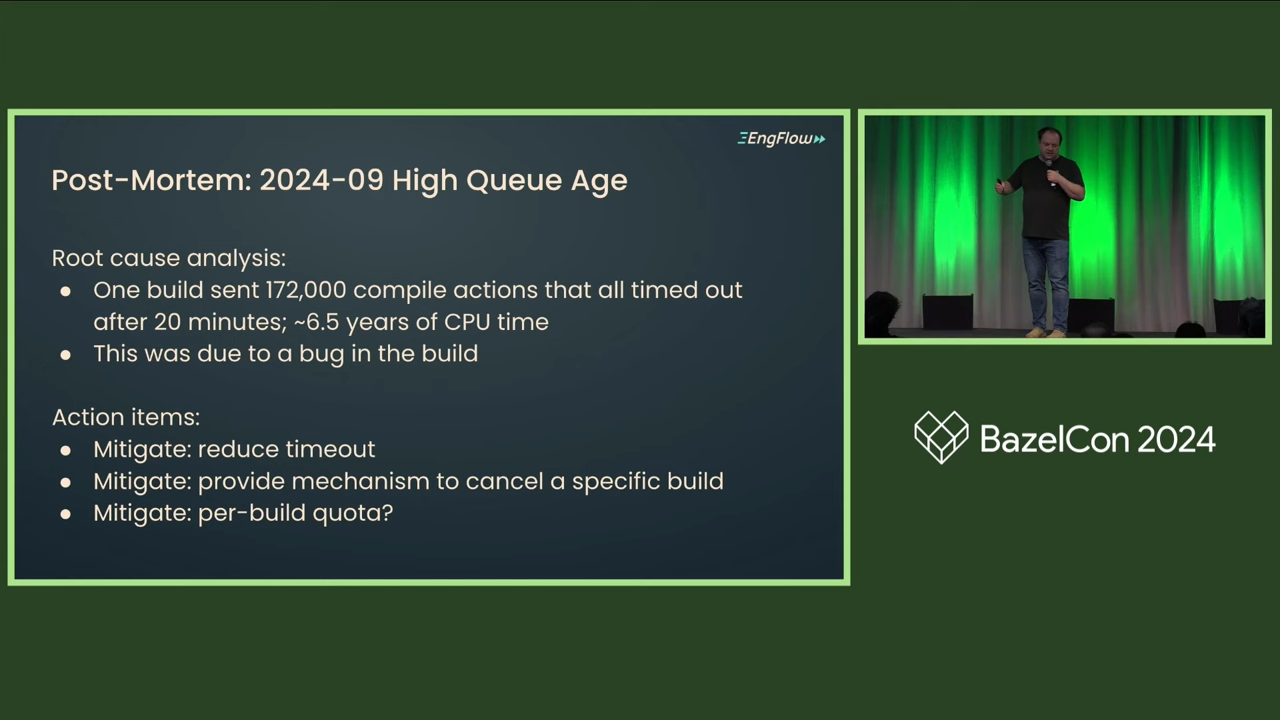 EngFlow
Post-Mortem: 2024-09 High Queue Age
Root cause analysis:
● One build sent 172,000 compile actions that all timed out
after 20 minutes; ~6.5 years of CPU time
● This was due to a bug in the build
Action items:
● Mitigate: reduce timeout
● Mitigate: provide mechanism to cancel a specific build
● Mitigate: per-build quota?
BazelCon 2024